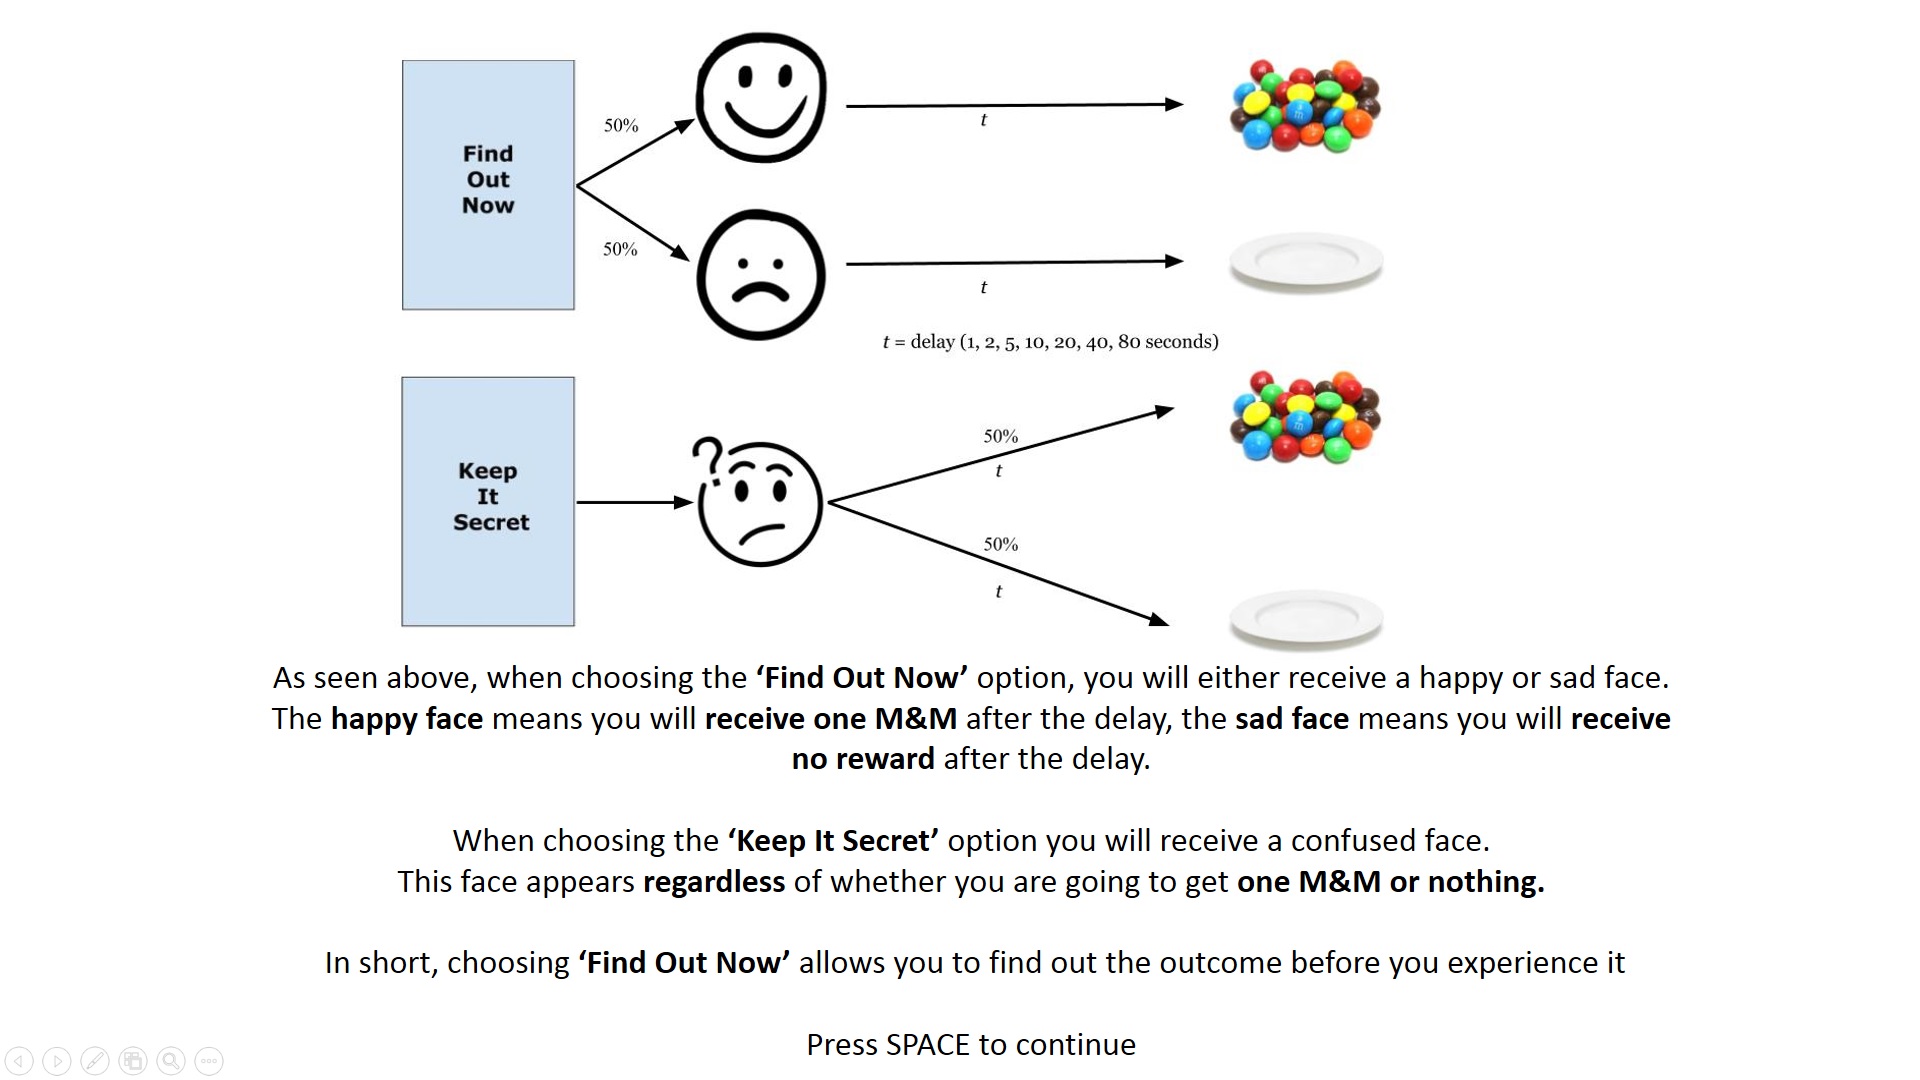 Find
Out
Now
50%
50%
t
t
t = delay (1, 2, 5, 10, 20, 40, 80 seconds)
Keep
It
Secret
?
50%
t
50%
t
As seen above, when choosing the ‘Find Out Now’ option, you will either receive a happy or sad face.
The happy face means you will receive one M&M after the delay, the sad face means you will receive
no reward after the delay.
When choosing the ‘Keep It Secret’ option you will receive a confused face.
This face appears regardless of whether you are going to get one M&M or nothing.
In short, choosing ‘Find Out Now’ allows you to find out the outcome before you experience it
Press SPACE to continue